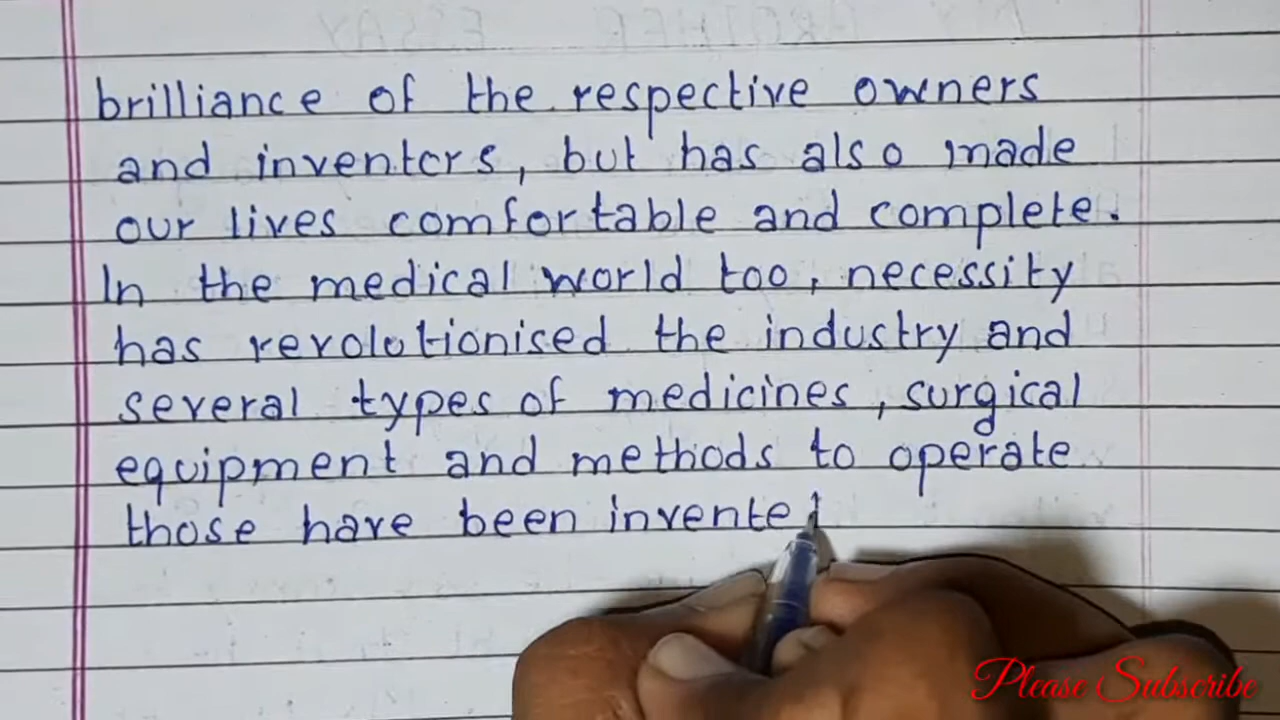 brilliance of the respective owners
and inventors, but has also made
our lives comfortable and complete.
In the medical world too, necessity
has revolutionised the industry and
several types of medicines, surgical
equipment and methods to operate
those have been invented
Please Subscribe